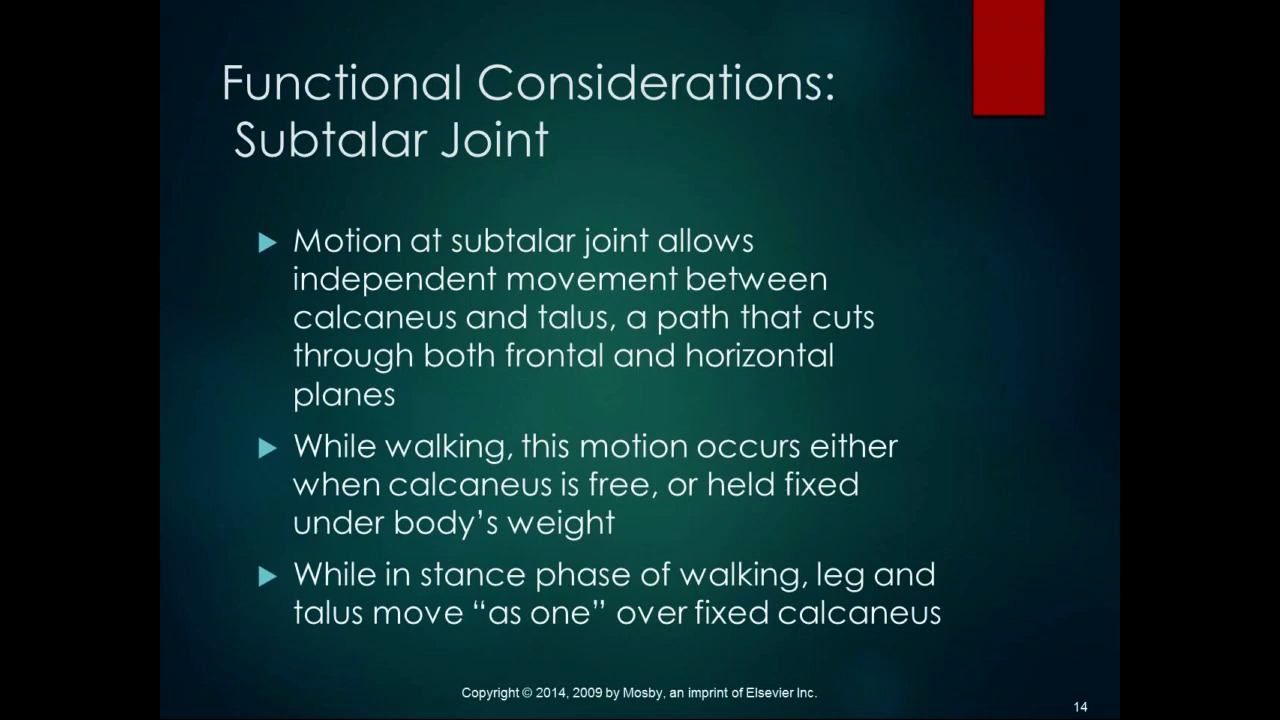 Functional Considerations:
Subtalar Joint
Motion at subtalar joint allows
independent movement between
calcaneus and talus, a path that cuts
through both frontal and horizontal
planes
While walking, this motion occurs either
when calcaneus is free, or held fixed
under body’s weight
While in stance phase of walking, leg and
talus move “as one” over fixed calcaneus
Copyright © 2014, 2009 by Mosby, an imprint of Elsevier Inc.
14